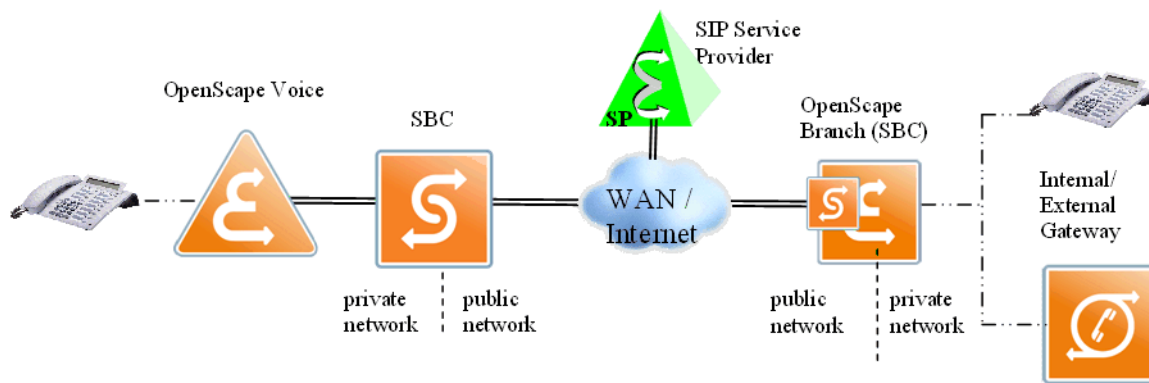 SIP Service
Provider
OpenScape Voice
SBC
SP
OpenScape
Branch (SBC)
WAN /
Internet
Internal/
External
Gateway
private
network
public
network
public
network
private
network